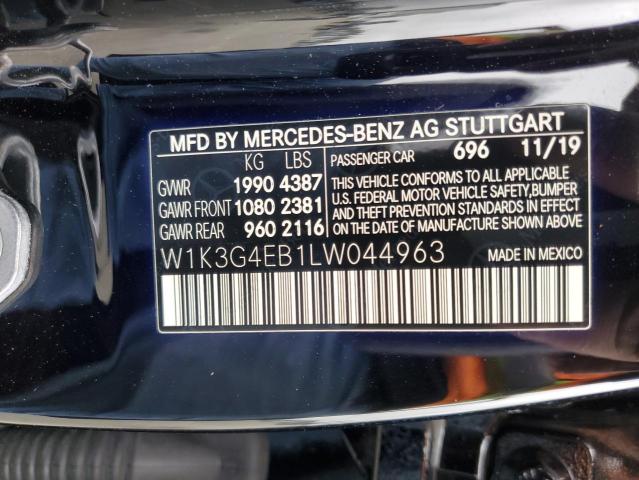 MFD BY MERCEDES-BENZ AG STUTTGART
KG LBS PASSENGER CAR 696 11/19
GVWR 1990 4387
GAWR FRONT 1080 2381
GAWR REAR 960 2116
THIS VEHICLE CONFORMS TO ALL APPLICABLE
U.S. FEDERAL MOTOR VEHICLE SAFETY,BUMPER
AND THEFT PREVENTION STANDARDS IN EFFECT
ON THE DATE OF MANUFACTURE SHOWN ABOVE.
W1K3G4EB1LW044963 MADE IN MEXICO